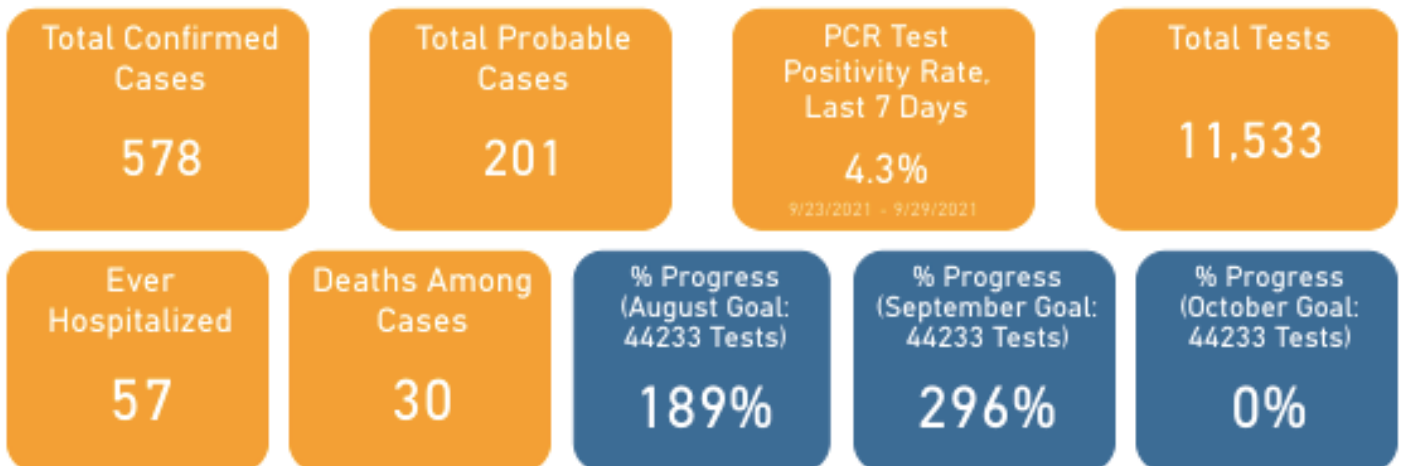 Total Confirmed
Cases
578
Total Probable
Cases
201
PCR Test
Positivity Rate,
Last 7 Days
4.3%
9/23/2021 - 9/29/2021
Total Tests
11,533
Ever
Hospitalized
57
Deaths Among
Cases
30
% Progress
(August Goal:
44233 Tests)
189%
% Progress
(September Goal:
44233 Tests)
296%
% Progress
(October Goal:
44233 Tests)
0%